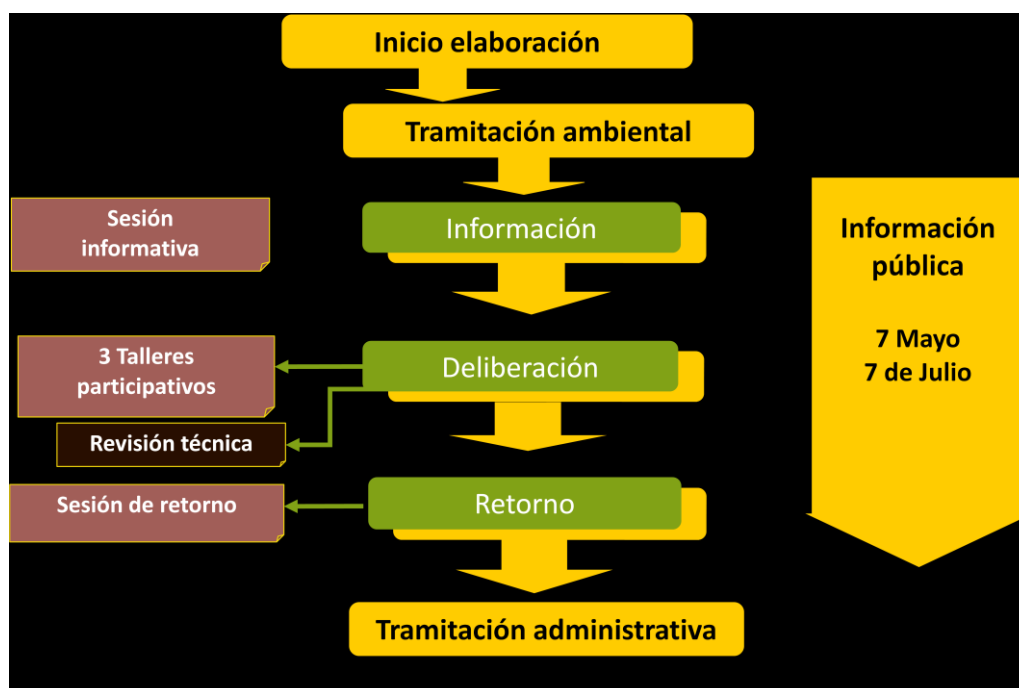 Inicio elaboración
Tramitación ambiental
Sesión
informativa
Información
Información
pública
7 Mayo
7 de Julio
3 Talleres
participativos
Deliberación
Revisión técnica
Sesión de retorno
Retorno
Tramitación administrativa